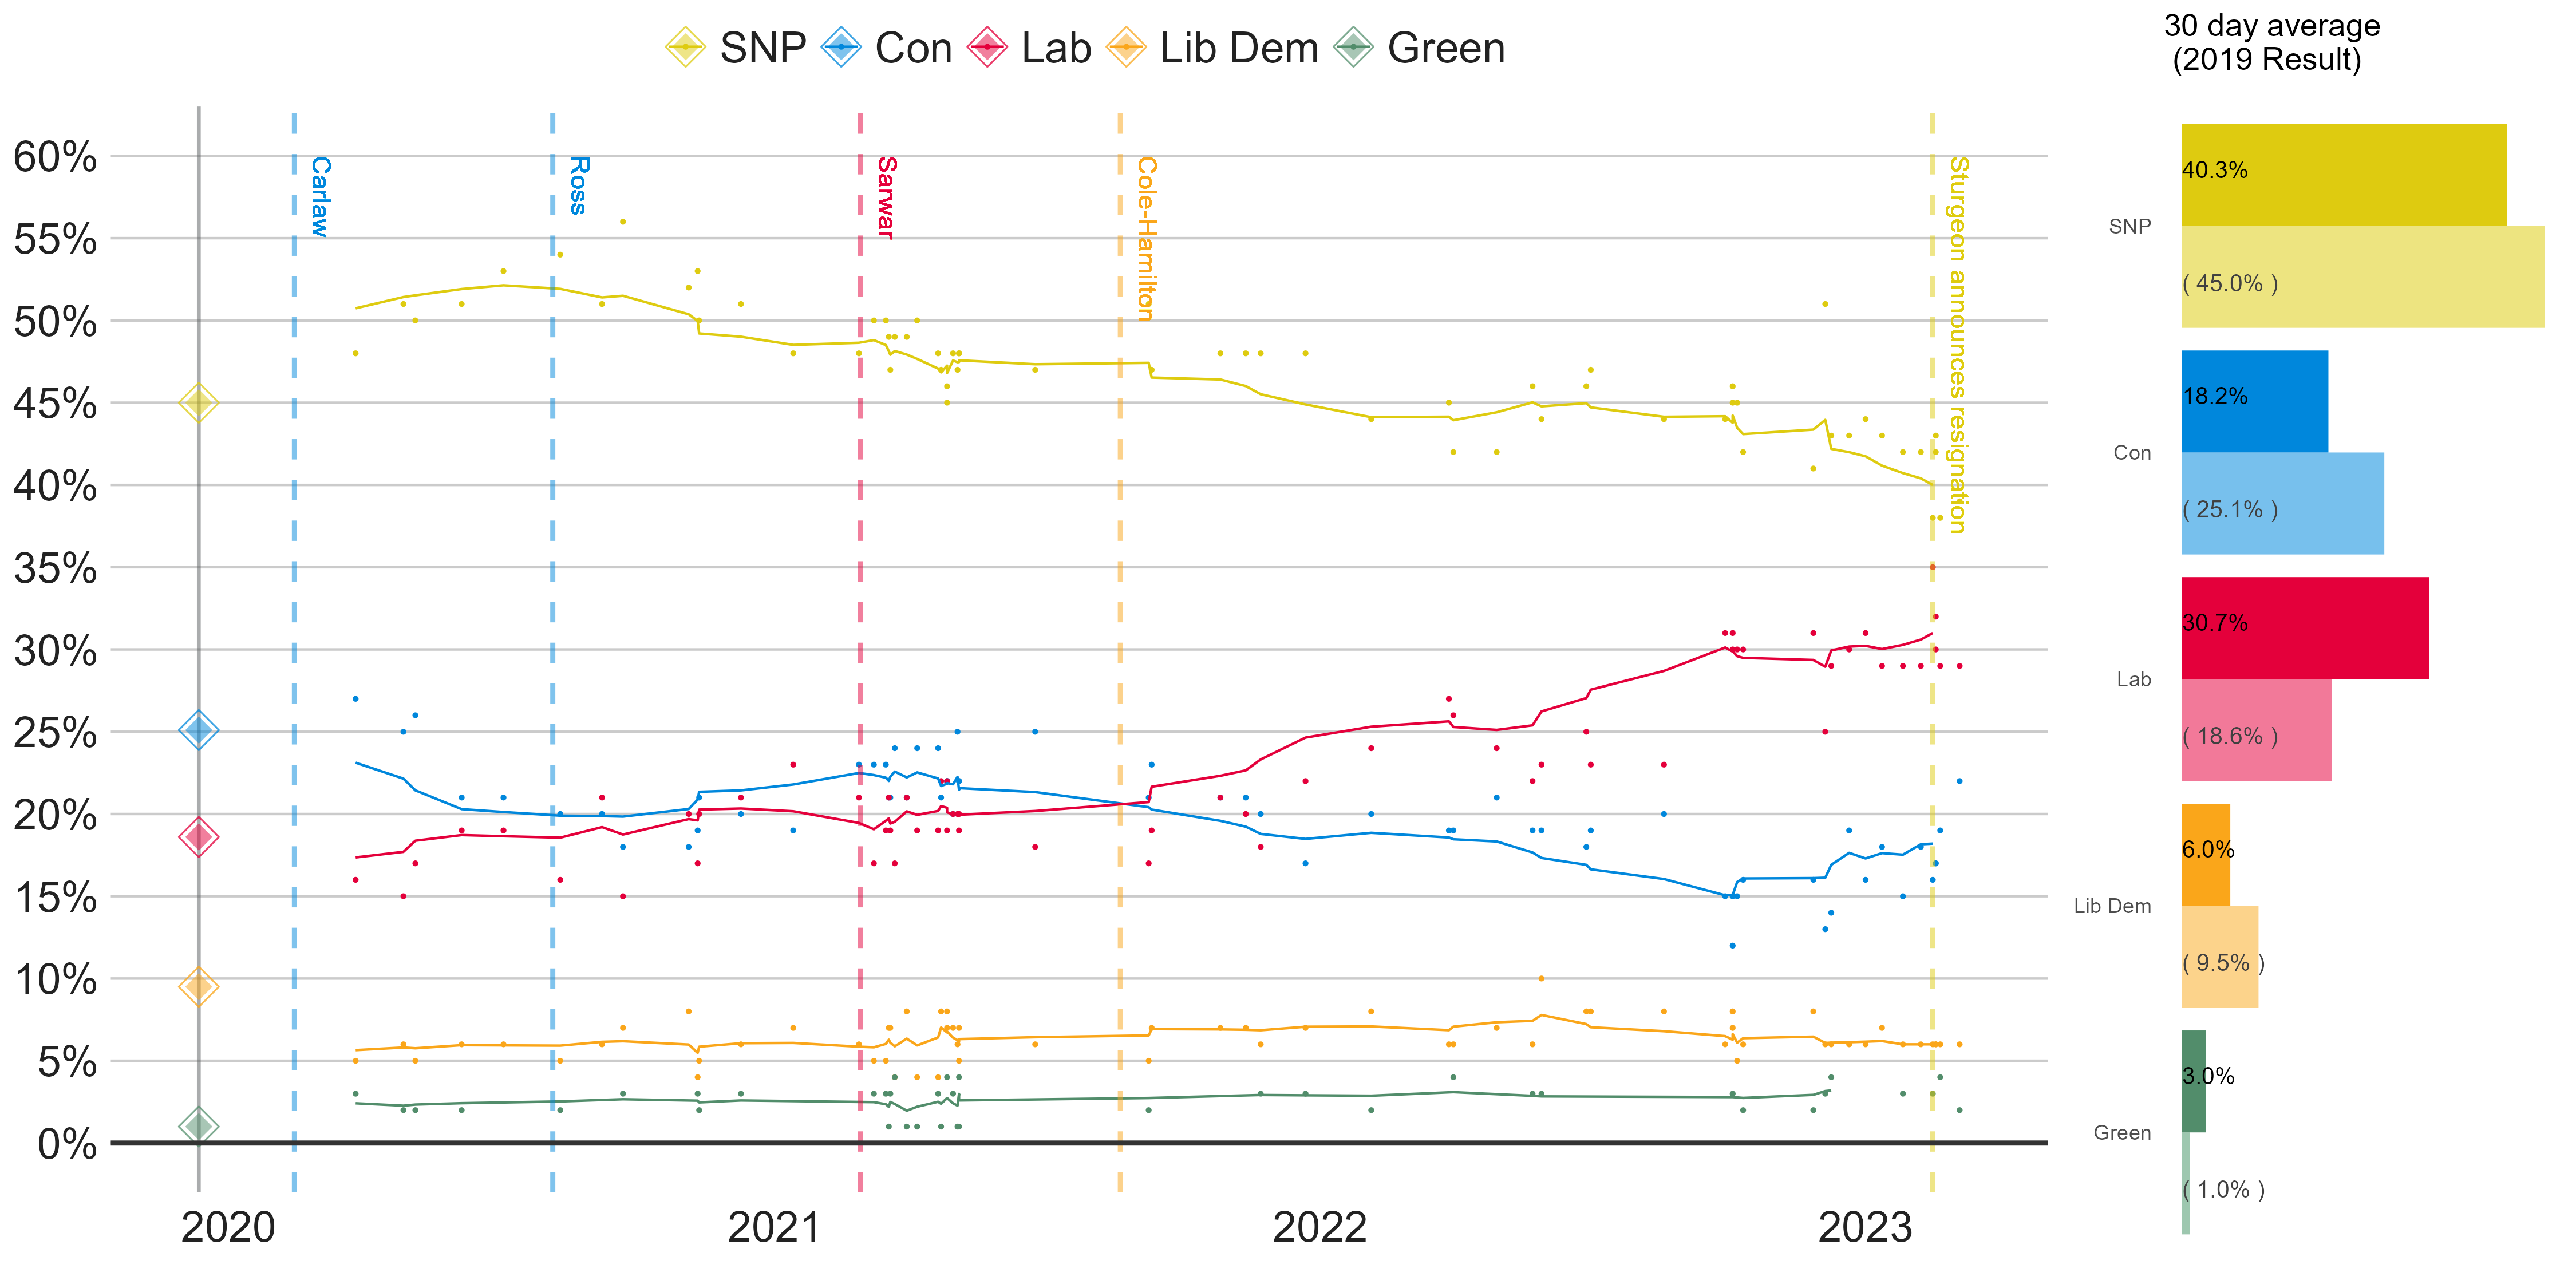 SNP Con Lab Lib Dem Green
30 day average
(2019 Result)
60%
55%
50%
45%
40%
35%
30%
25%
20%
15%
10%
5%
0%
Carlaw
Ross
Sarwar
Cole-Hamilton
Sturgeon announces resignation
2020 2021 2022 2023
SNP
40.3%
( 45.0% )
Con
18.2%
( 25.1% )
Lab
30.7%
( 18.6% )
Lib Dem
6.0%
( 9.5% )
Green
3.0%
( 1.0% )